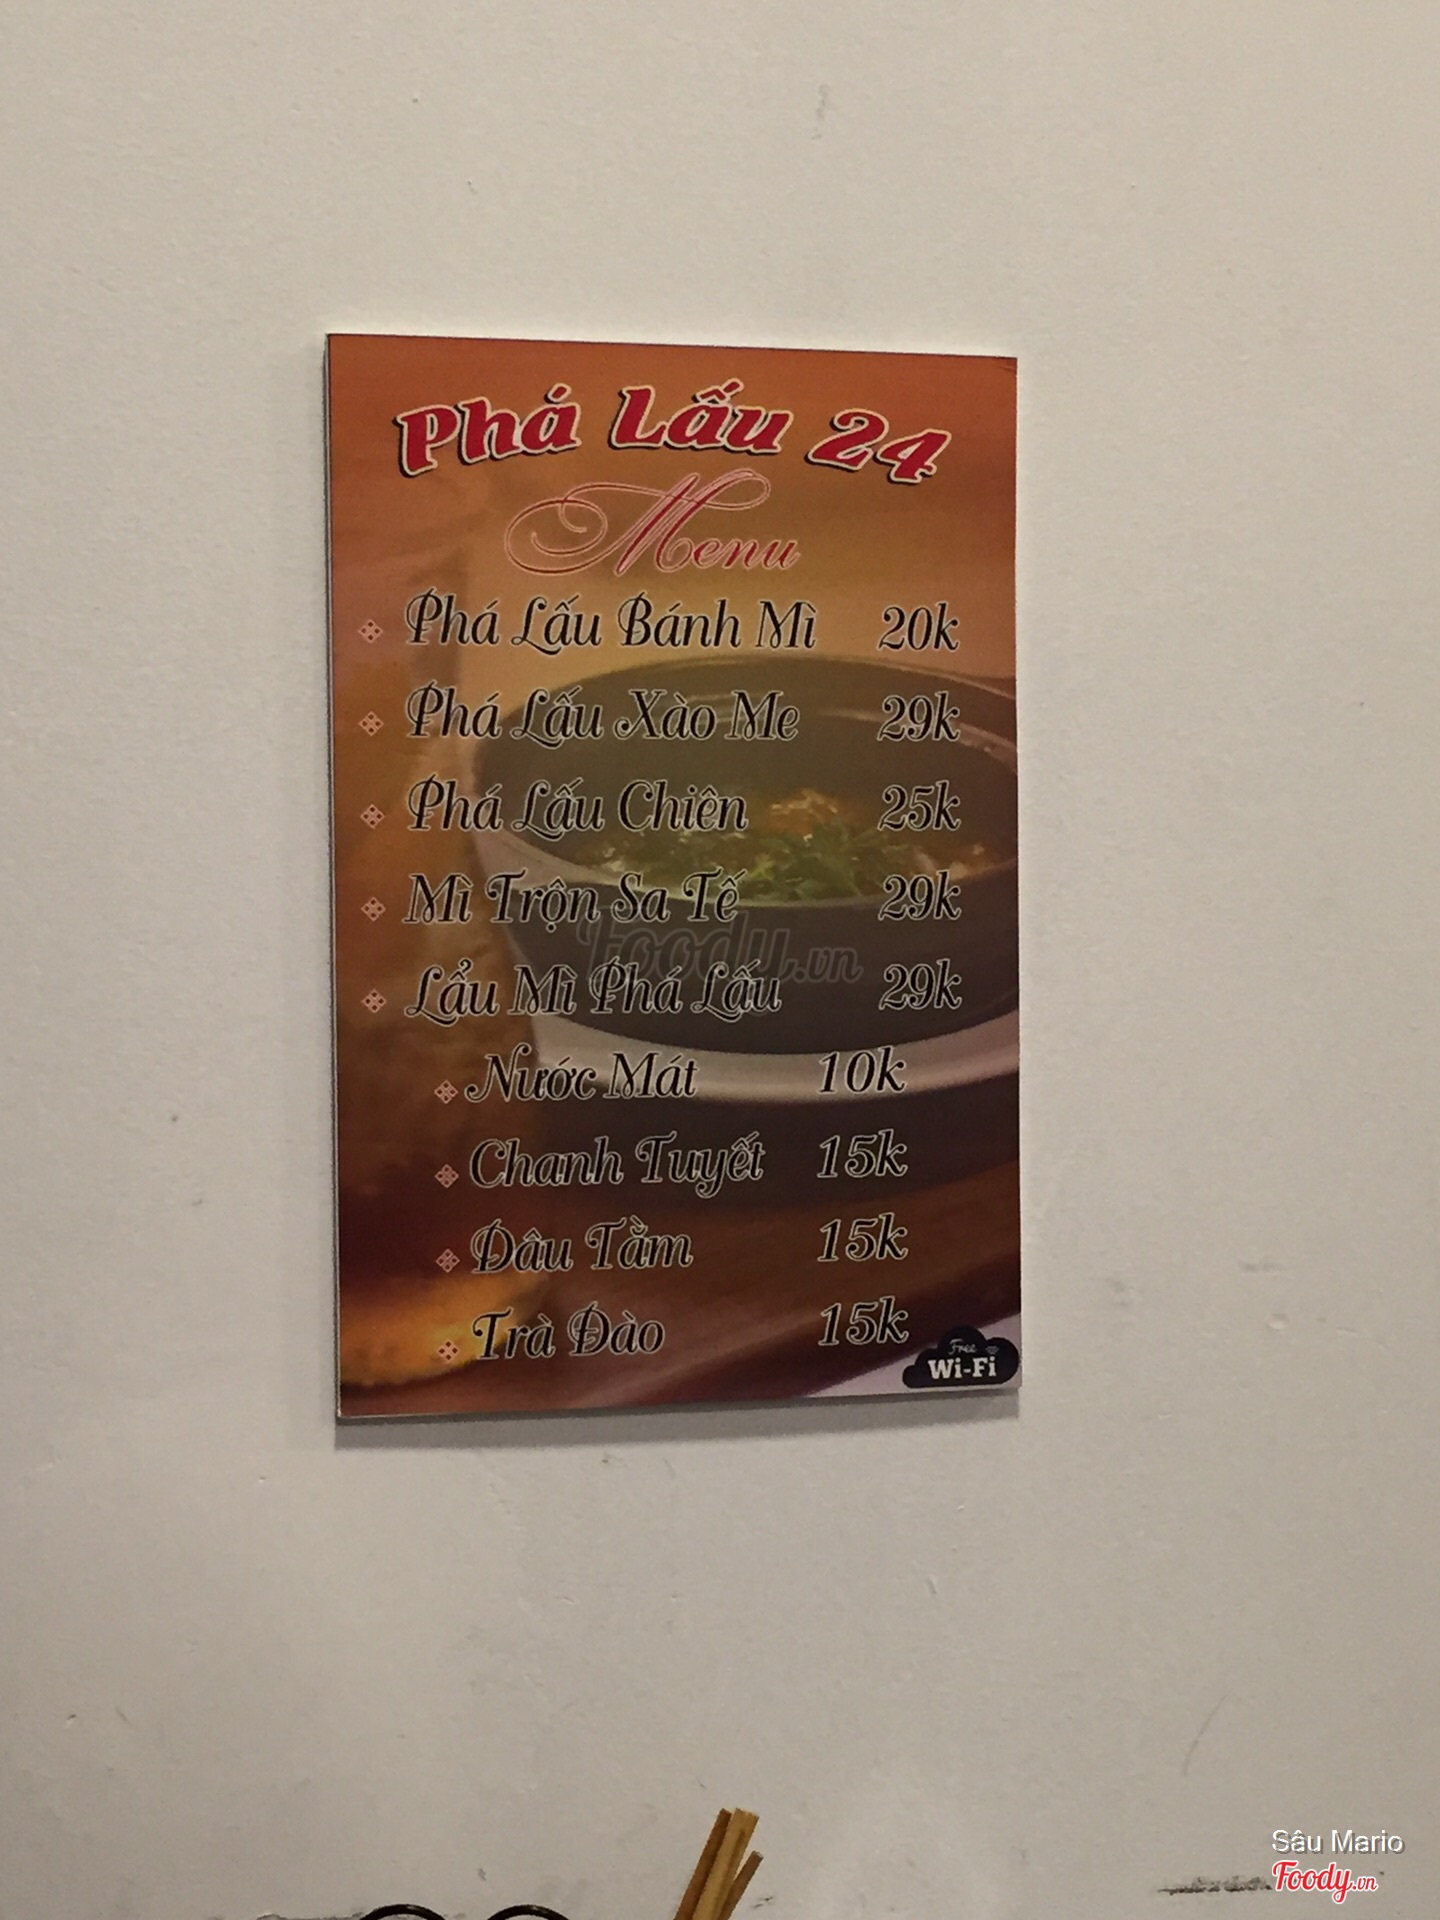 Phá Lấu 24
Menu
Phá Lấu Bánh Mì 20k
Phá Lấu Xào Me 29k
Phá Lấu Chiên 25k
Mì Trộn Sa Tế 29k
Foody.vn
Lẩu Mì Phá Lấu 29k
Nước Mát 10k
Chanh Tuyết 15k
Dâu Tằm 15k
Trà Đào 15k
Free
Wi-Fi
Sâu Mario
Foody.vn